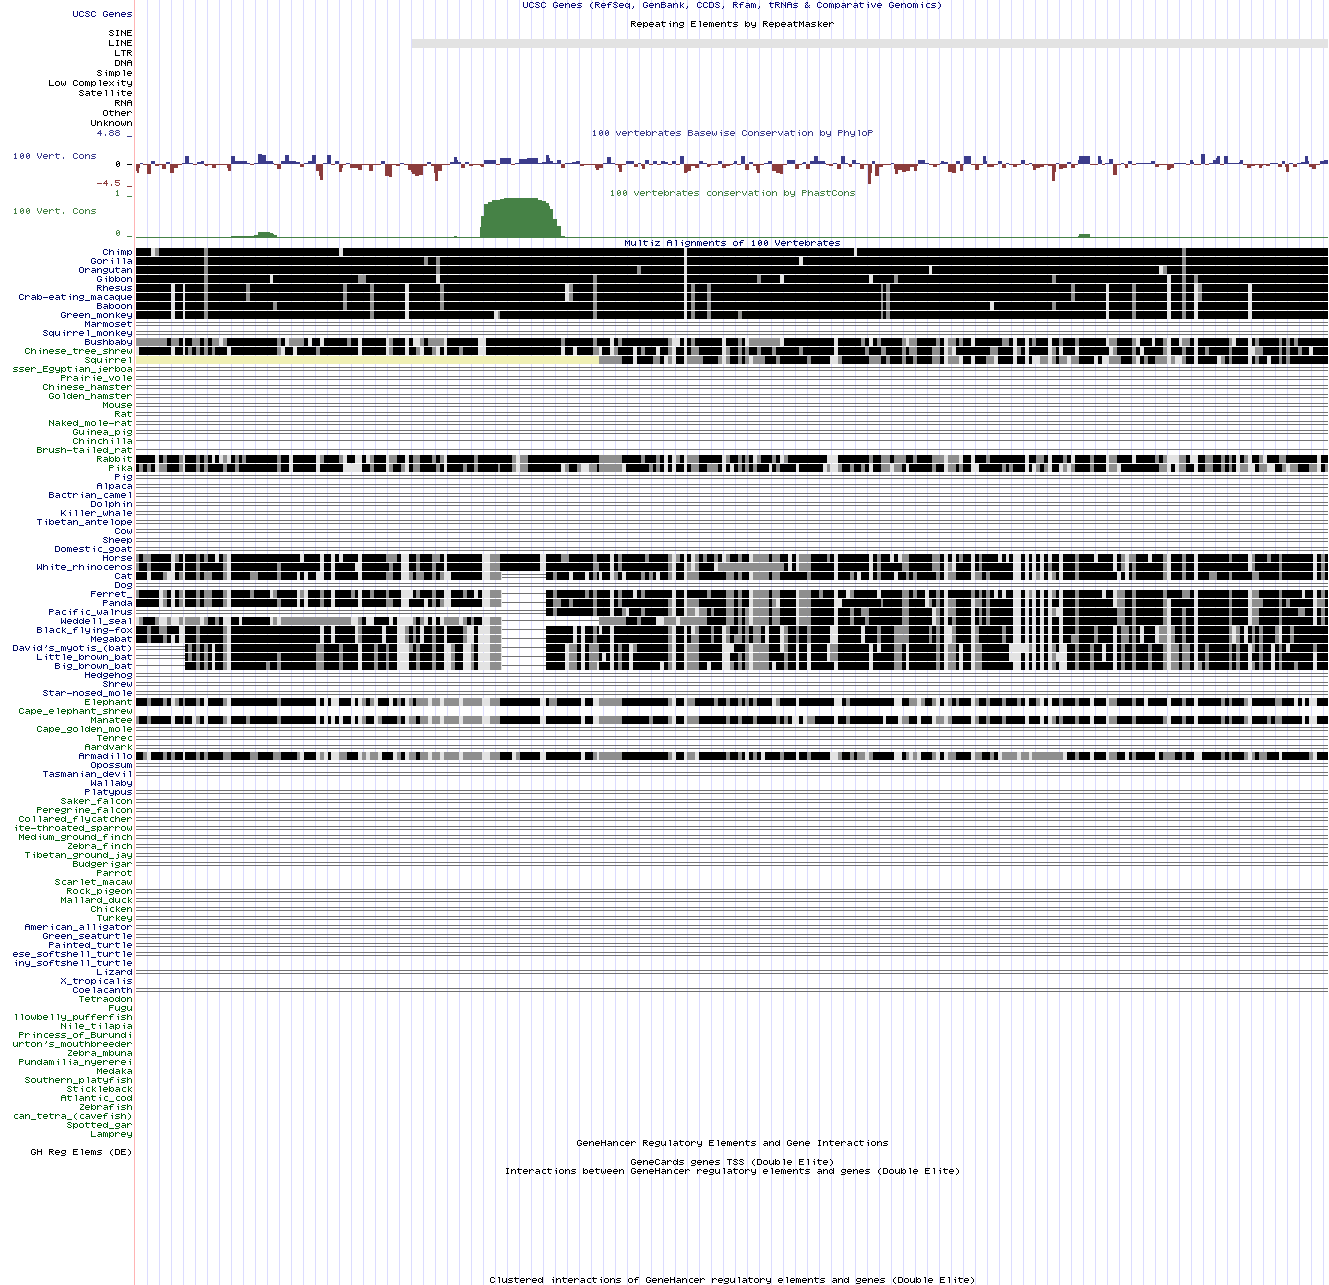 UCSC Genes (RefSeq, GenBank, CCDS, Rfam, tRNAs & Comparative Genomics)
UCSC Genes
Repeating Elements by RepeatMasker
SINE
LINE
LTR
DNA
Simple
Low Complexity
Satellite
RNA
Other
Unknown
4.88 _
100 vertebrates Basewise Conservation by PhyloP
100 Vert. Cons
0 -
-4.5 _
100 vertebrates conservation by PhastCons
1 _
100 Vert. Cons
0 _
Multiz Alignments of 100 Vertebrates
Chimp
Gorilla
Orangutan
Gibbon
Rhesus
Crab-eating_macaque
Baboon
Green_monkey
Marmoset
Squirrel_monkey
Bushbaby
Chinese_tree_shrew
Squirrel
sser_Egyptian_jerboa
Prairie_vole
Chinese_hamster
Golden_hamster
Mouse
Rat
Naked_mole-rat
Guinea_pig
Chinchilla
Brush-tailed_rat
Rabbit
Pika
Pig
Alpaca
Bactrian_camel
Dolphin
Killer_whale
Tibetan_antelope
Cow
Sheep
Domestic_goat
Horse
White_rhinoceros
Cat
Dog
Ferret_
Panda
Pacific_walrus
Weddell_seal
Black_flying-fox
Megabat
David's_myotis_(bat)
Little_brown_bat
Big_brown_bat
Hedgehog
Shrew
Star-nosed_mole
Elephant
Cape_elephant_shrew
Manatee
Cape_golden_mole
Tenrec
Aardvark
Armadillo
Opossum
Tasmanian_devil
Wallaby
Platypus
Saker_falcon
Peregrine_falcon
Collared_flycatcher
ite-throated_sparrow
Medium_ground_finch
Zebra_finch
Tibetan_ground_jay
Budgerigar
Parrot
Scarlet_macaw
Rock_pigeon
Mallard_duck
Chicken
Turkey
American_alligator
Green_seaturtle
Painted_turtle
ese_softshell_turtle
iny_softshell_turtle
Lizard
X_tropicalis
Coelacanth
Tetraodon
Fugu
llowbelly_pufferfish
Nile_tilapia
Princess_of_Burundi
urton's_mouthbreeder
Zebra_mbuna
Pundamilia_nyererei
Medaka
Southern_platyfish
Stickleback
Atlantic_cod
Zebrafish
can_tetra_(cavefish)
Spotted_gar
Lamprey
GeneHancer Regulatory Elements and Gene Interactions
GH Reg Elems (DE)
GeneCards genes TSS (Double Elite)
Interactions between GeneHancer regulatory elements and genes (Double Elite)
Clustered interactions of GeneHancer regulatory elements and genes (Double Elite)